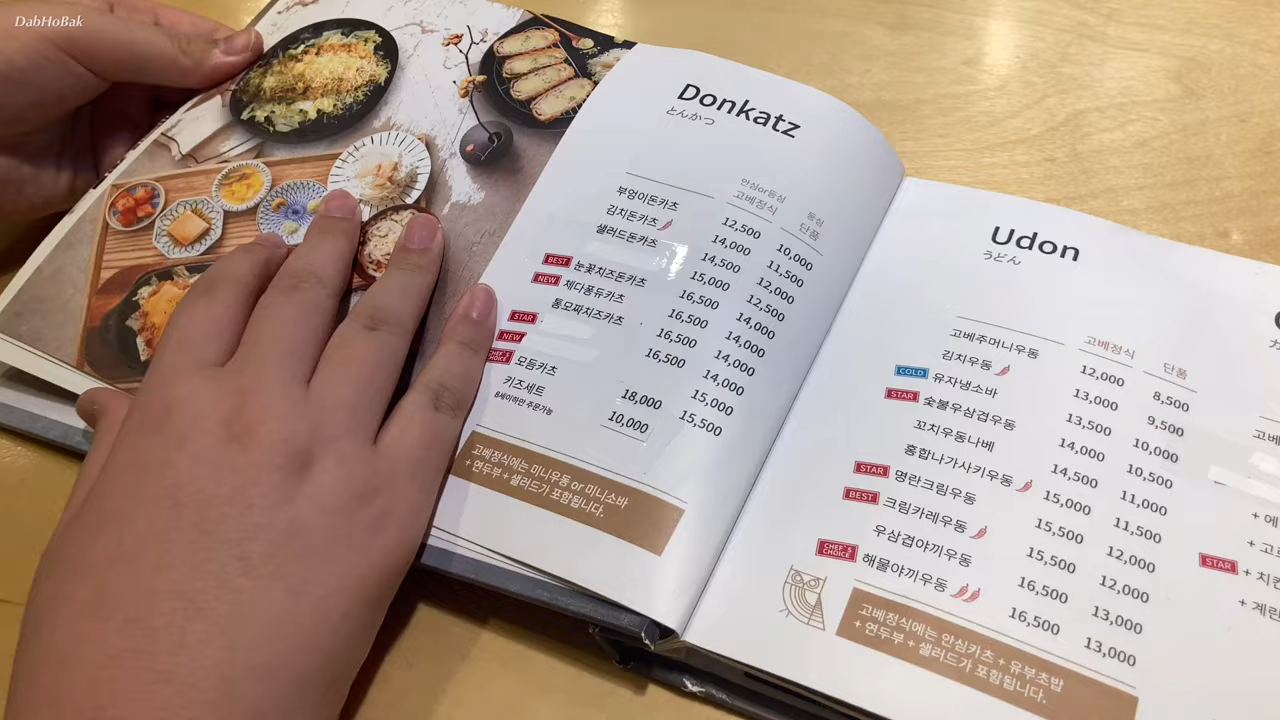 DabHoBak
Donkatz
とんかつ
안심or등심
고베정식
등심
단품
부엉이돈카츠 12,500 10,000
김치돈카츠 14,000 11,500
샐러드돈카츠 14,500 12,000
15,000 12,500
BEST 눈꽃치즈돈카츠 16,500 14,000
NEW 체다퐁듀카츠 16,500 14,000
통모짜치즈카츠 16,500 14,000
STAR 16,500 15,000
NEW
CHEF'S CHOICE 모듬카츠 18,000 15,500
키즈세트 10,000
8세이하만 주문가능
고베정식에는 미니우동 or 미니소바
+ 연두부 + 샐러드가 포함됩니다.
Udon
うどん
고베정식 단품
고베주머니우동 12,000 8,500
김치우동 13,000 9,500
COLD 유자냉소바 13,500 10,000
STAR 숯불우삼겹우동 14,000 10,500
꼬치우동나베 14,500 11,000
홍합나가사키우동 15,000 11,500
STAR 명란크림우동 15,500 12,000
BEST 크림카레우동 15,500 12,000
우삼겹야끼우동 16,500 13,000
CHEF'S CHOICE 해물야끼우동 16,500 13,000
고베정식에는 안심카츠 + 유부초밥
+ 연두부 + 샐러드가 포함됩니다.
STAR